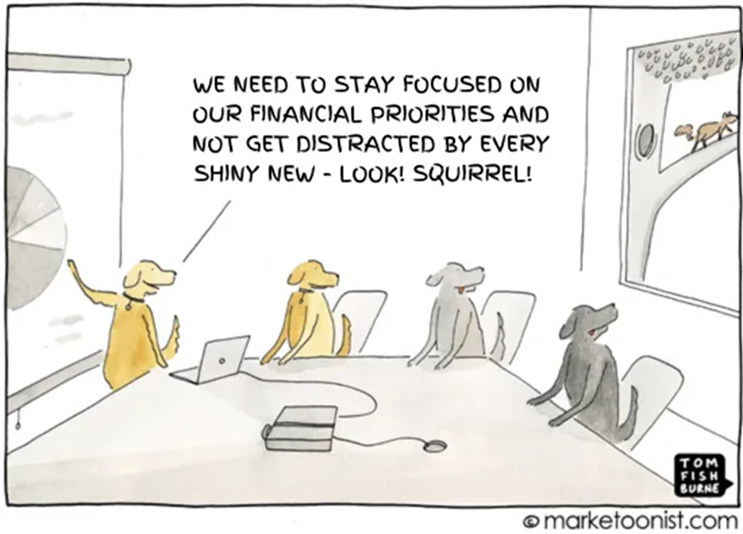 WE NEED TO STAY FOCUSED ON
OUR FINANCIAL PRIORITIES AND
NOT GET DISTRACTED BY EVERY
SHINY NEW - LOOK! SQUIRREL!
TOM
FISH
BURNE
© marketoonist.com